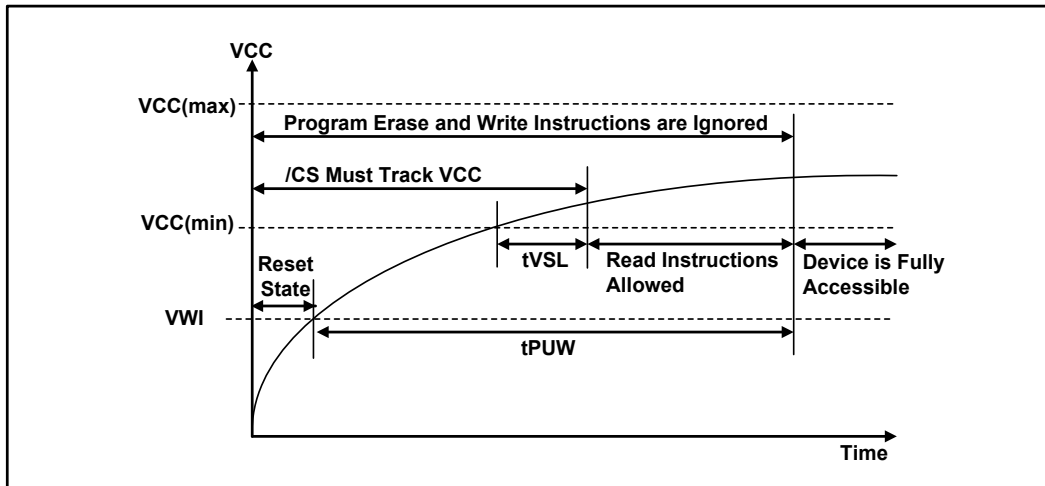 VCC
VCC(max)
Program Erase and Write Instructions are Ignored
/CS Must Track VCC
VCC(min)
tVSL
Read Instructions
Allowed
Device is Fully
Accessible
Reset
State
VWI
tPUW
Time